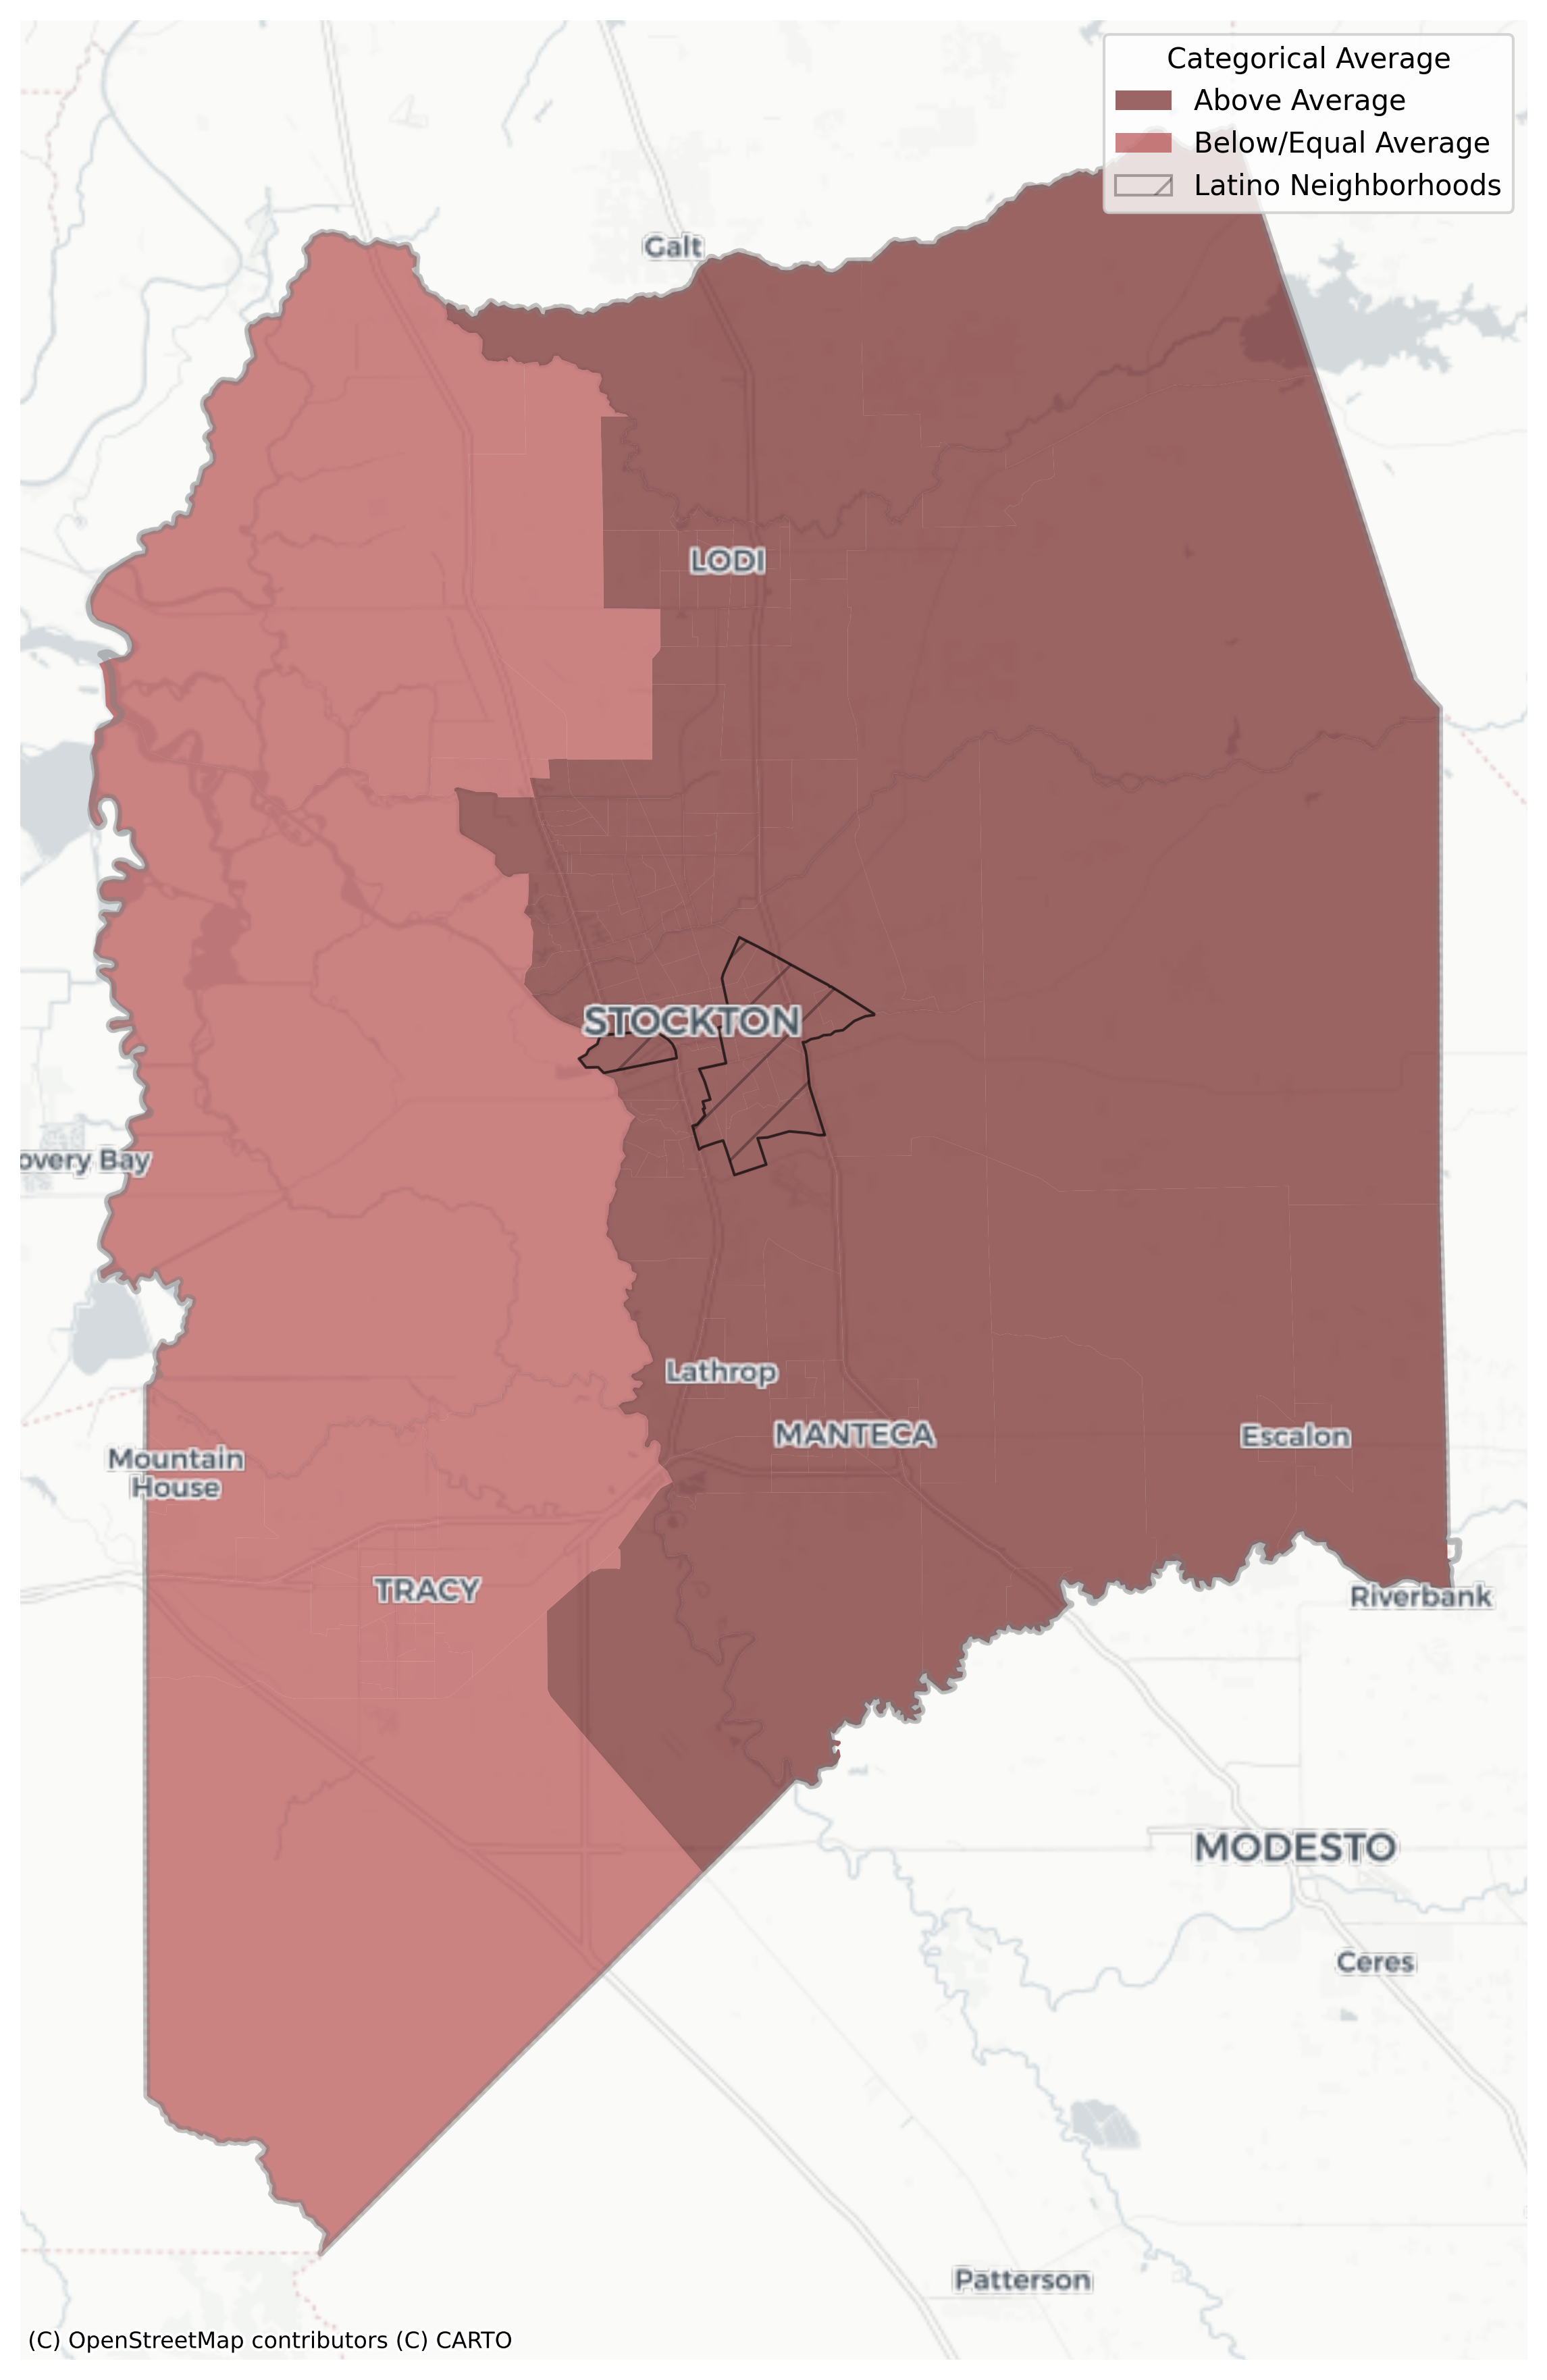 Categorical Average
Above Average
Below/Equal Average
Latino Neighborhoods
Galt
LODI
STOCKTON
overy Bay
Lathrop
MANTECA
Escalon
Mountain
House
TRACY
Riverbank
MODESTO
Ceres
Patterson
(C) OpenStreetMap contributors (C) CARTO